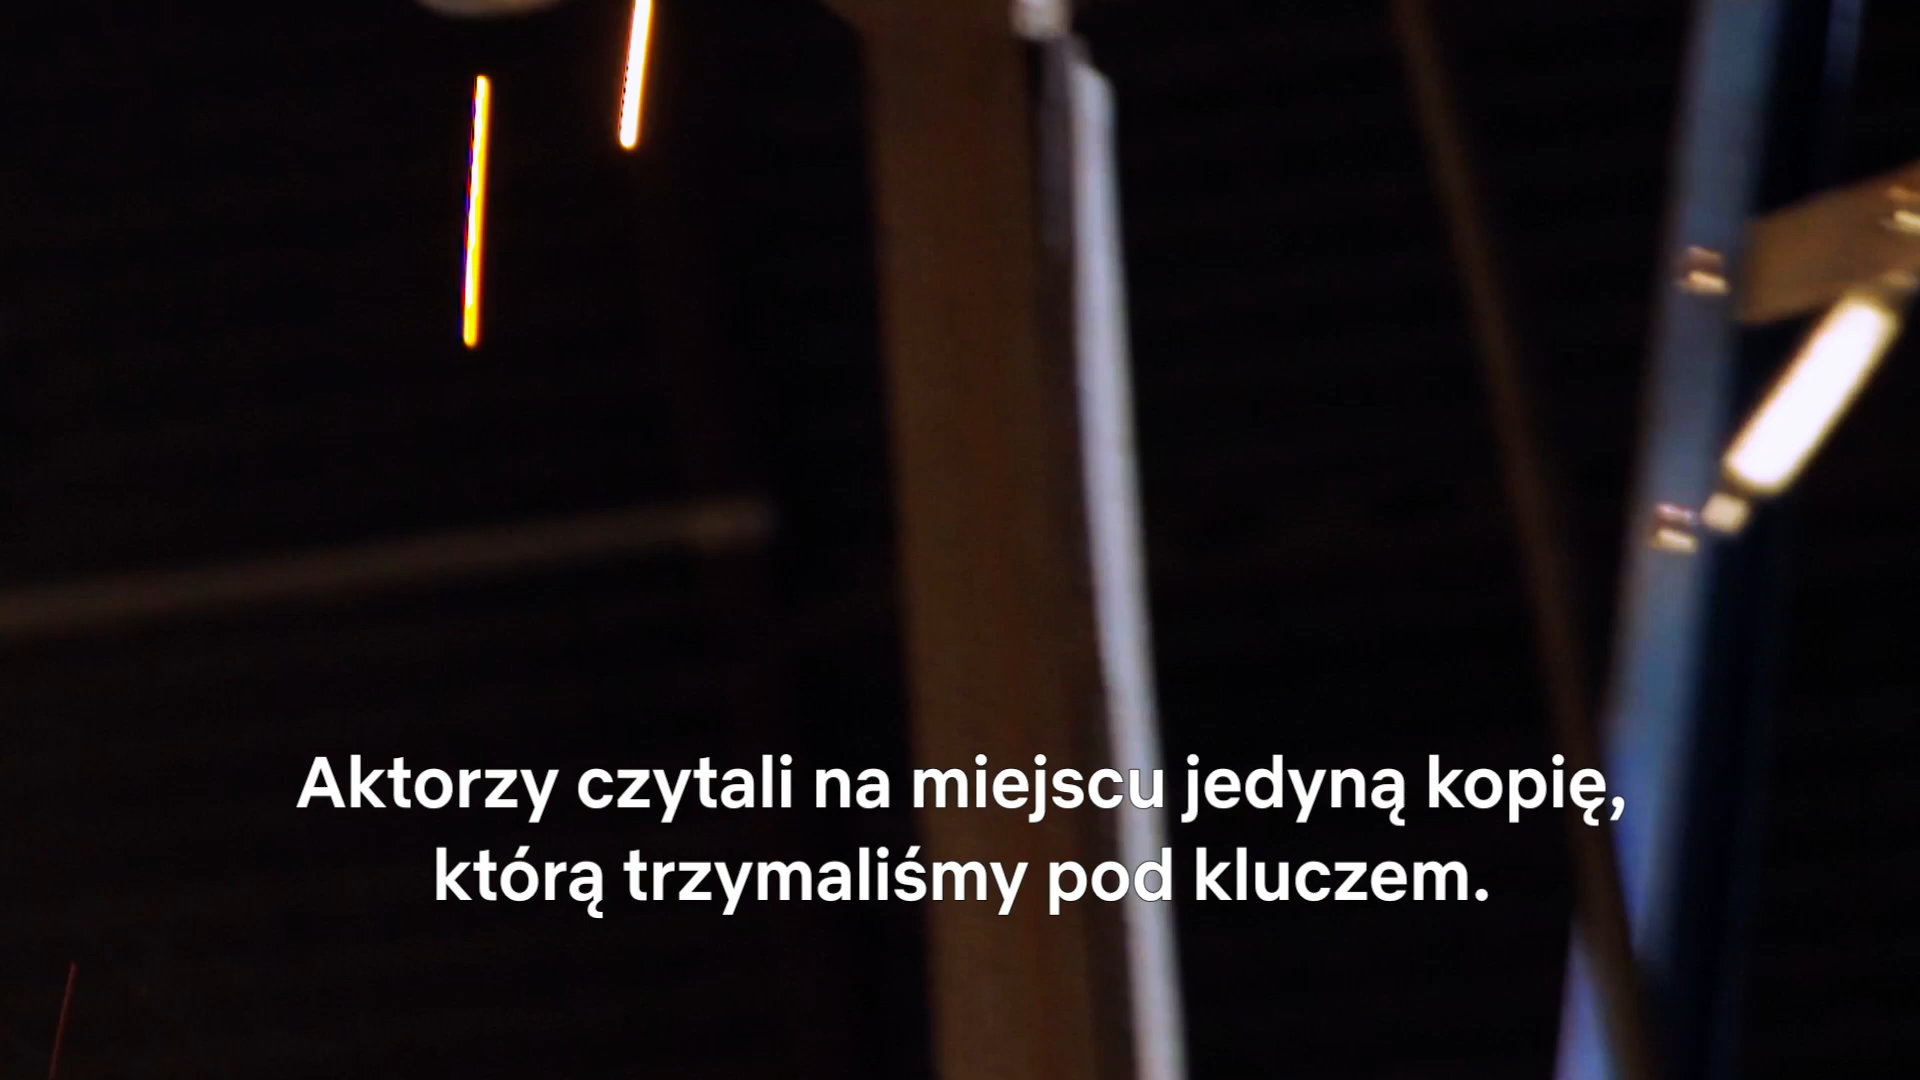 Aktorzy czytali na miejscu jedyną kopię,
którą trzymaliśmy pod kluczem.